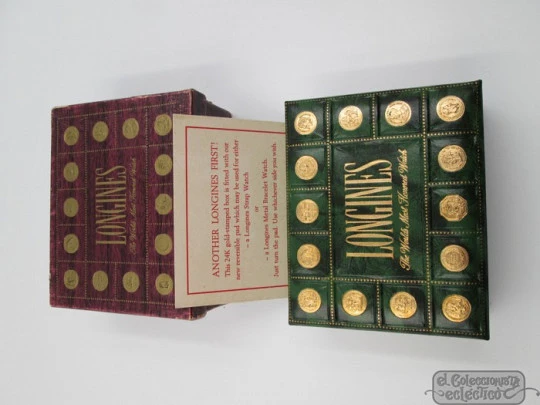 LONGINES
The World's Most Honored Watch
ANOTHER LONGINES FIRST!
This 24K gold-stamped box is fitted with our
new reversible pad which may be used for either
– a Longines Strap Watch
or
– a Longines Metal Bracelet Watch.
Just turn the pad. Use whichever side you wish.
LONGINES
The World's Most Honored Watch
el Coleccionista
ecléctico